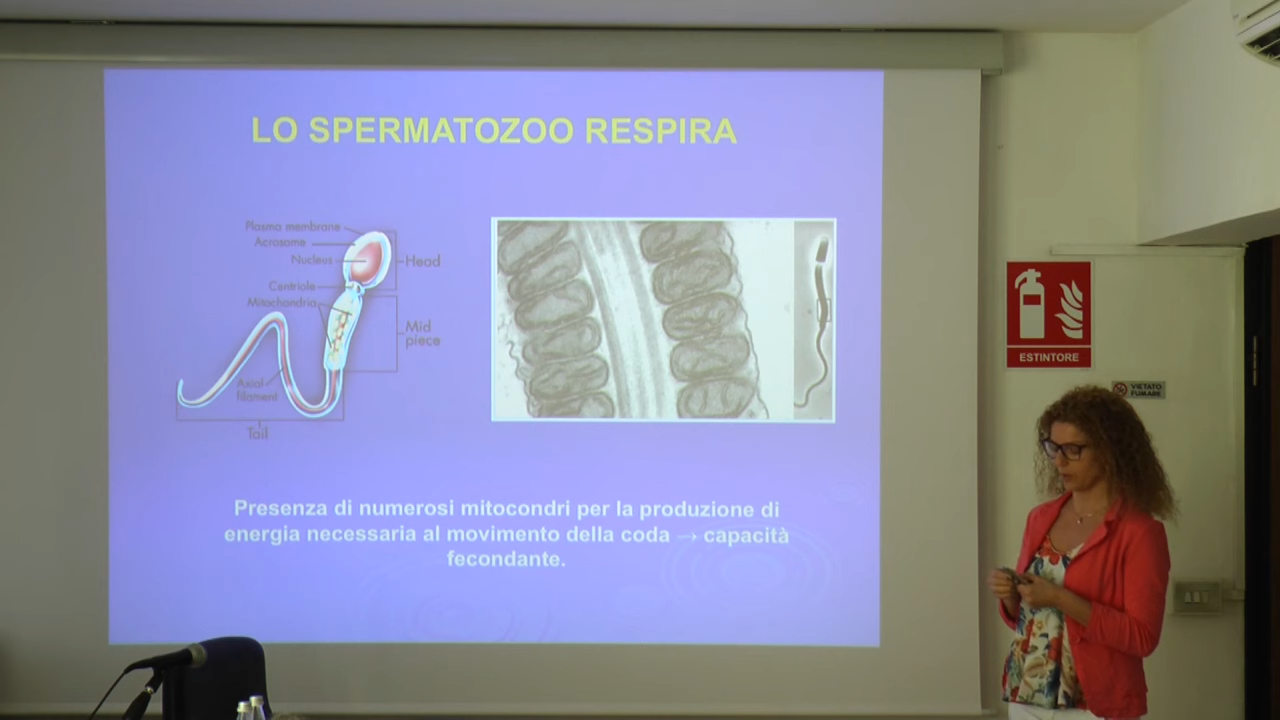 LO SPERMATOZOO RESPIRA
Plasma membrane
Acrosome
Nucleus
Head
Centriole
Mitochondria
Mid
piece
Axial
filament
Tail
Presenza di numerosi mitocondri per la produzione di
energia necessaria al movimento della coda → capacità
fecondante.
ESTINTORE
VIETATO
FUMARE